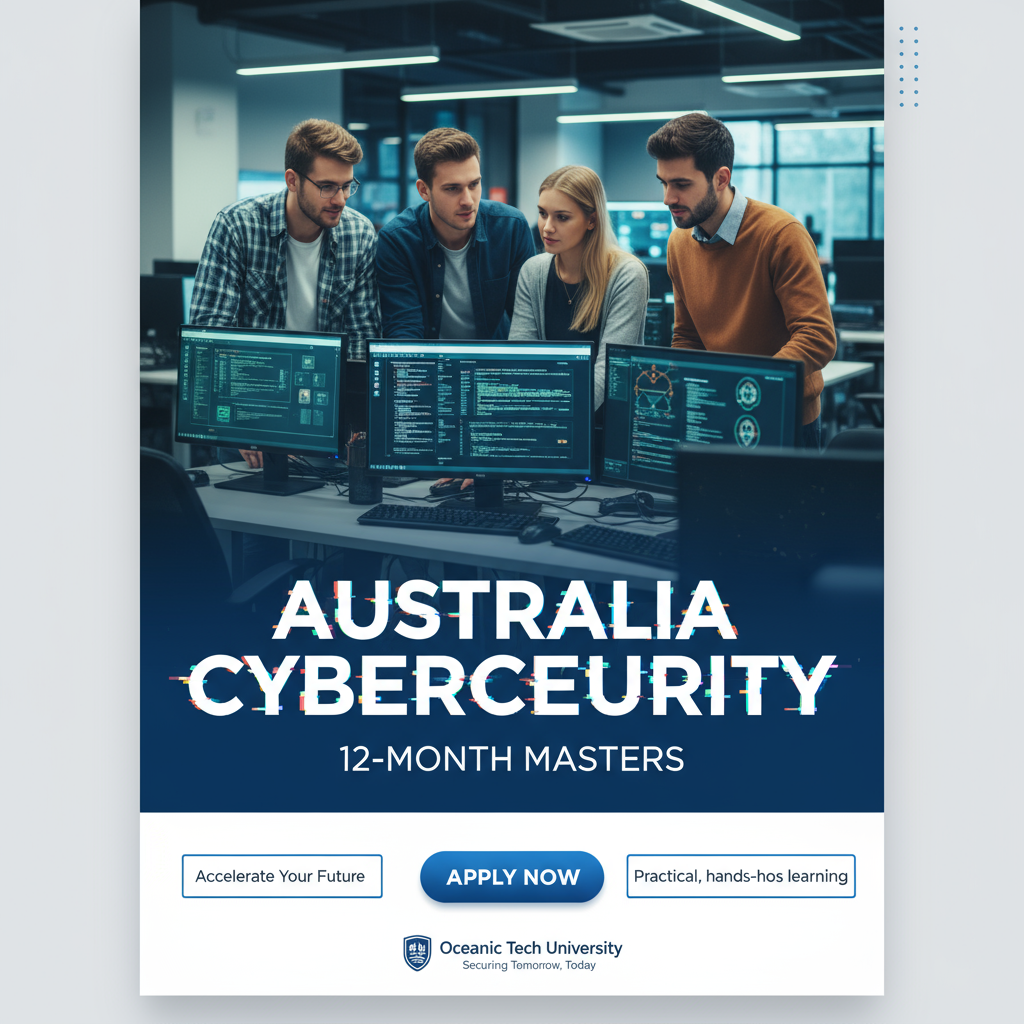 AUSTRALIA
CYBERCEURITY
12-MONTH MASTERS
Accelerate Your Future
APPLY NOW
Practical, hands-hos learning
Oceanic Tech University
Securing Tomorrow, Today